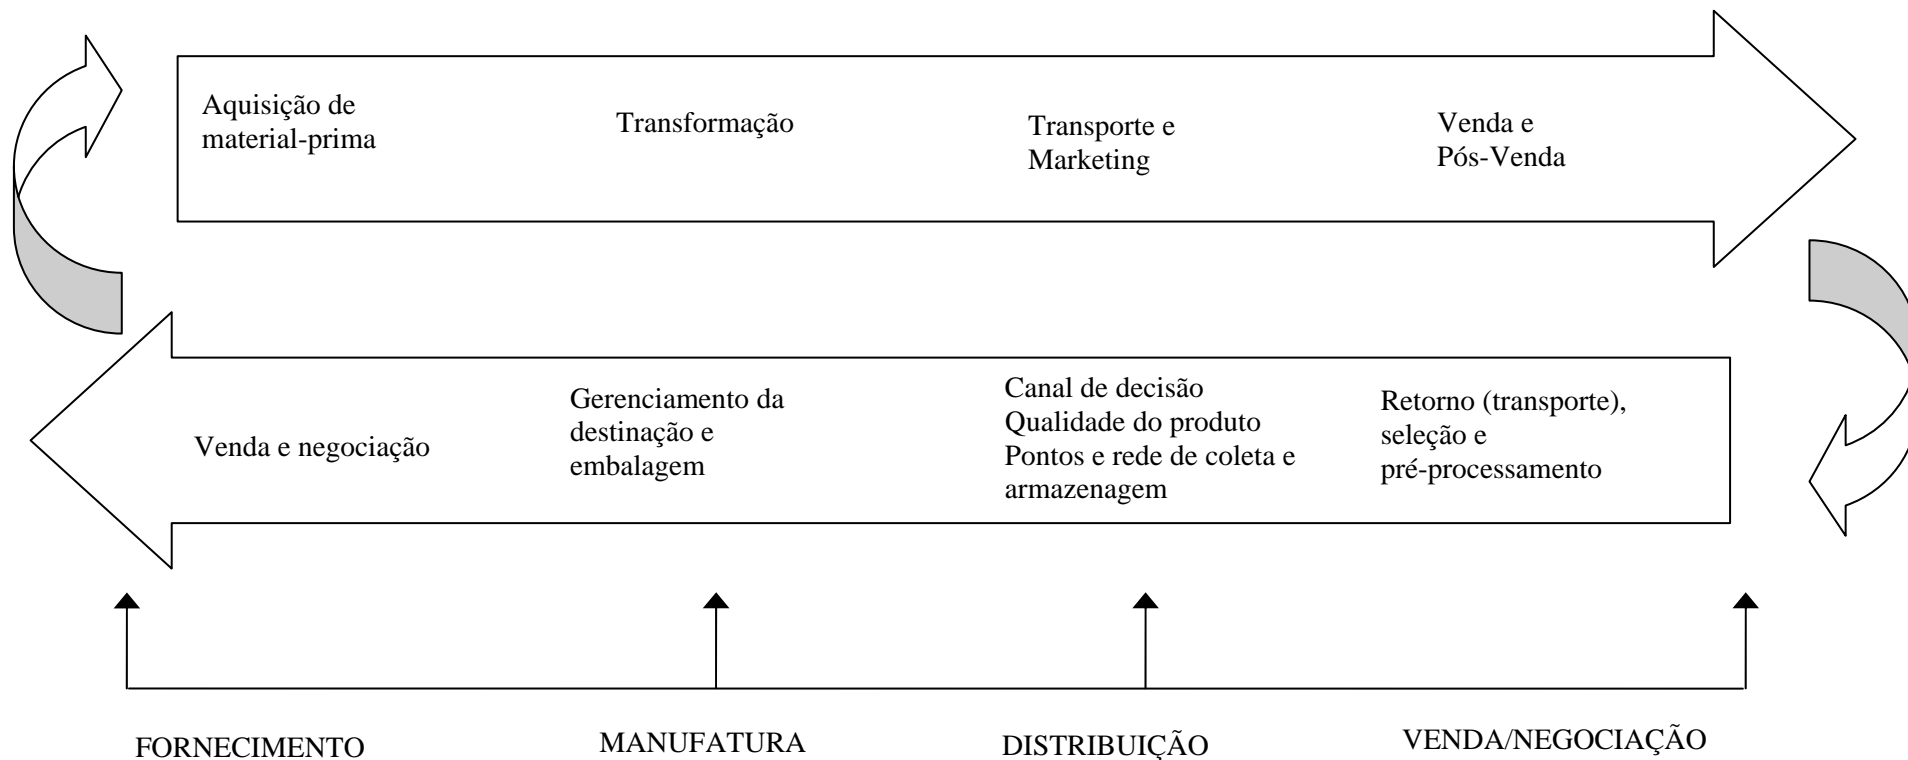 Aquisição de
material-prima
Transformação
Transporte e
Marketing
Venda e
Pós-Venda
Venda e negociação
Gerenciamento da
destinação e
embalagem
Canal de decisão
Qualidade do produto
Pontos e rede de coleta e
armazenagem
Retorno (transporte),
seleção e
pré-processamento
FORNECIMENTO
MANUFATURA
DISTRIBUIÇÃO
VENDA/NEGOCIAÇÃO